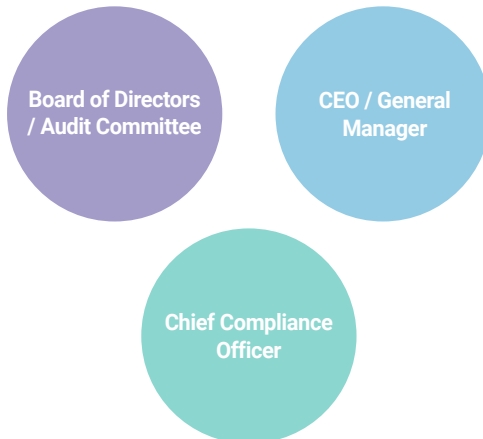 Board of Directors
/ Audit Committee
CEO / General
Manager
Chief Compliance
Officer